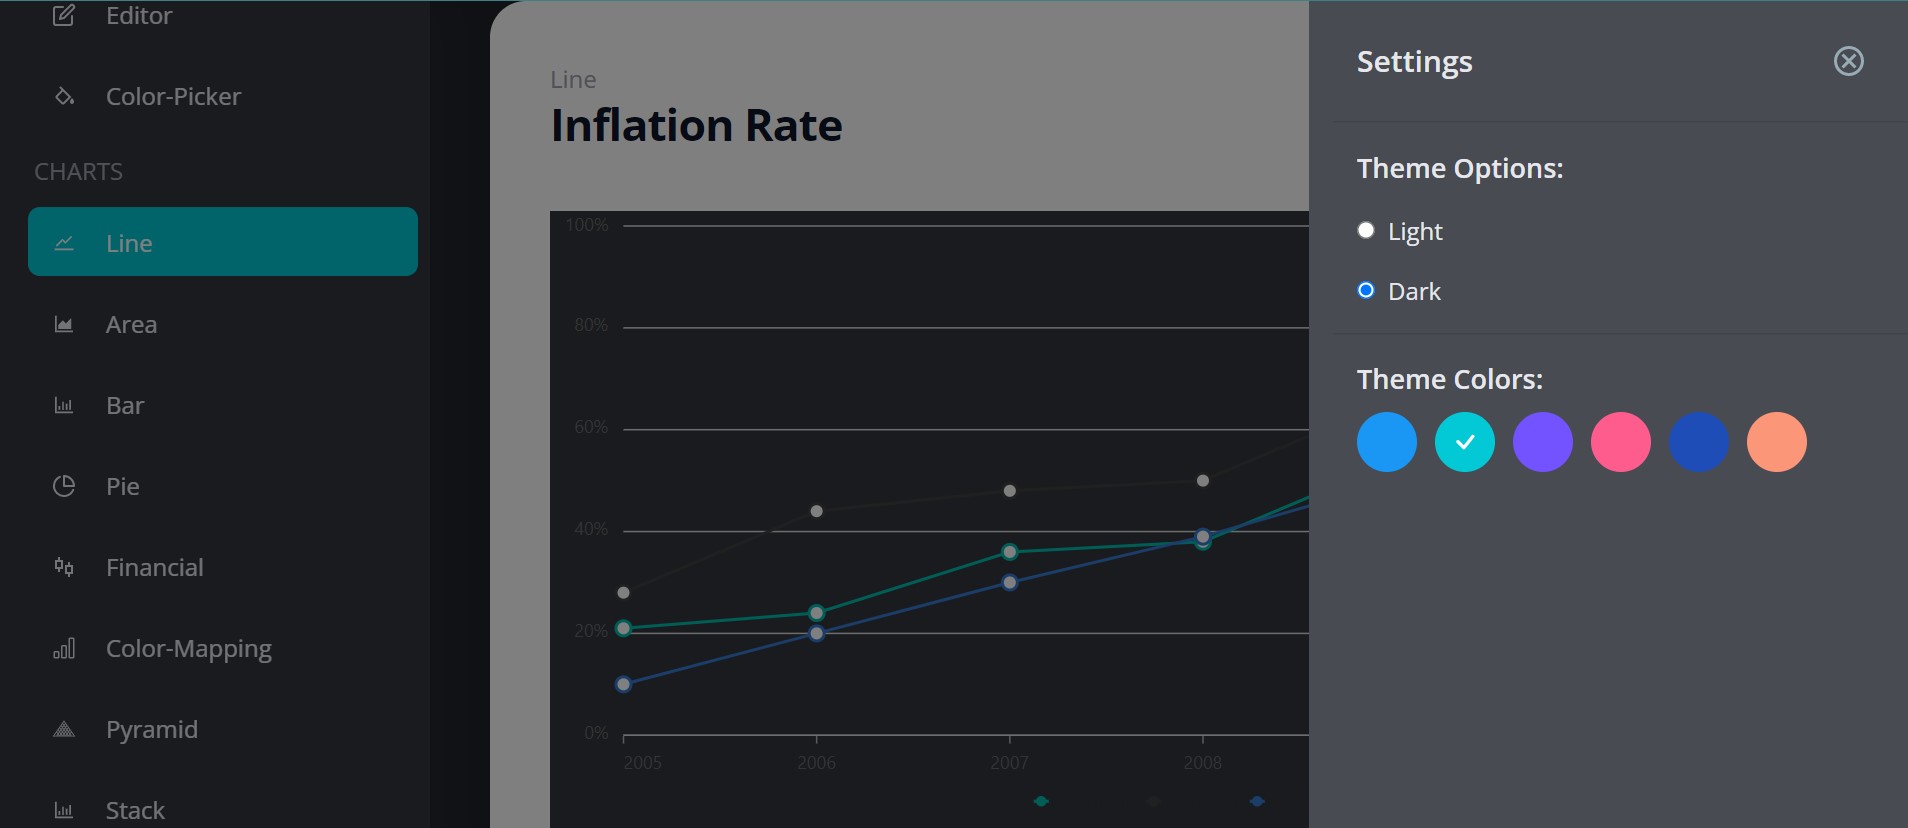 Editor
Color-Picker
CHARTS
Line
Area
Bar
Pie
Financial
Color-Mapping
Pyramid
Stack
Line
Inflation Rate
100%
80%
60%
40%
20%
0%
2005
2006
2007
2008
Settings
Theme Options:
Light
Dark
Theme Colors: